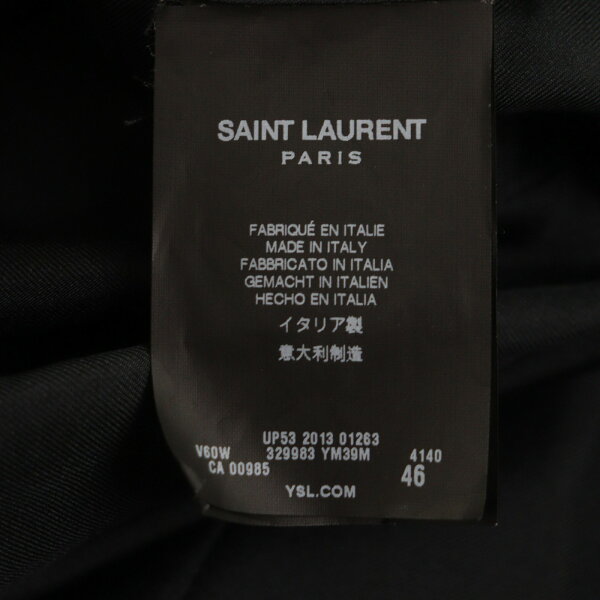 SAINT LAURENT
PARIS
FABRIQUÉ EN ITALIE
MADE IN ITALY
FABBRICATO IN ITALIA
GEMACHT IN ITALIEN
HECHO EN ITALIA
イタリア製
意大利制造
UP53 2013 01263
V60W 329983 YM39M 4140
CA 00985 46
YSL.COM